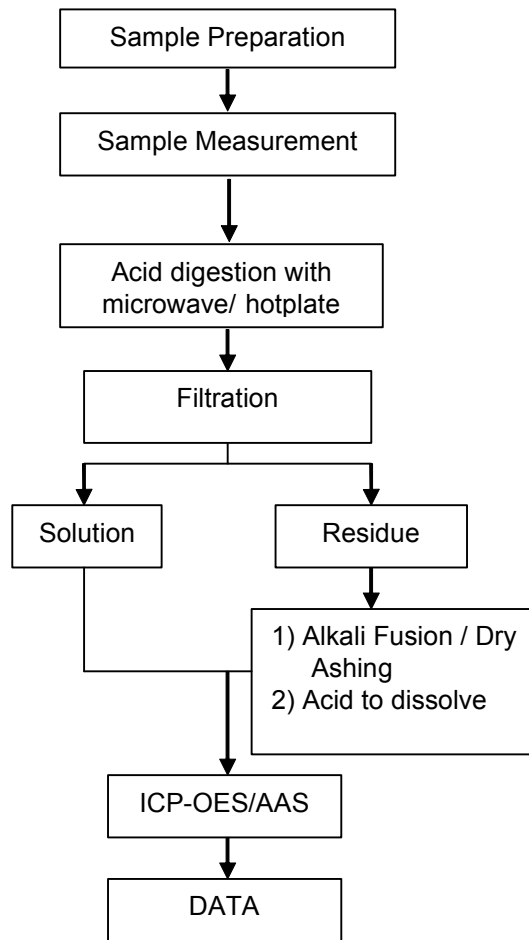 Sample Preparation
Sample Measurement
Acid digestion with
microwave/ hotplate
Filtration
Solution
Residue
1) Alkali Fusion / Dry
Ashing
2) Acid to dissolve
ICP-OES/AAS
DATA